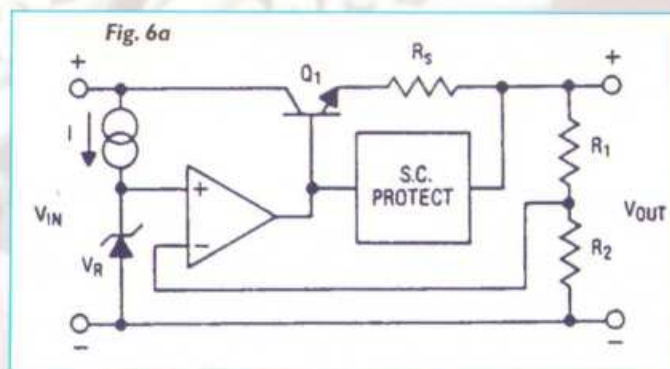 Fig. 6a
+
Q1
RS
+
I
R1
S.C.
PROTECT
+
VIN
VOUT
VR
−
R2
−
−